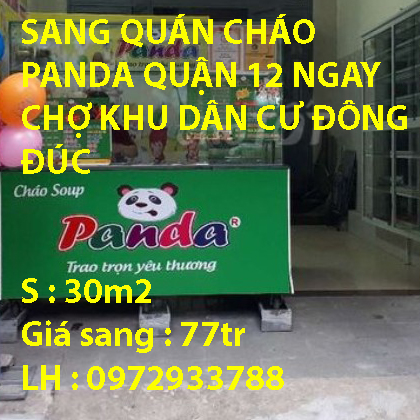 SANG QUÁN CHÁO
PANDA QUẬN 12 NGAY
CHỢ KHU DÂN CƯ ĐÔNG
ĐÚC
Panda
Cháo Soup
Panda®
Trao trọn yêu thương
S : 30m2
Giá sang : 77tr
LH : 0972933788